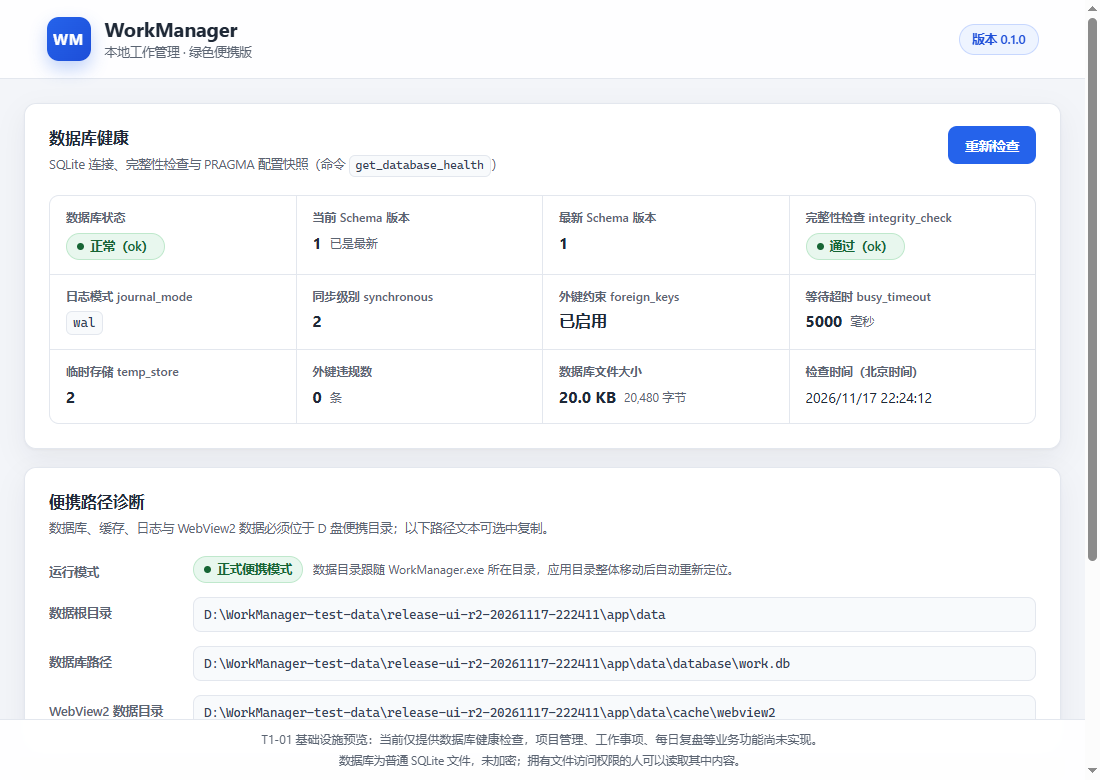 WM
WorkManager
本地工作管理 · 绿色便携版
版本 0.1.0
数据库健康
SQLite 连接、完整性检查与 PRAGMA 配置快照（命令 get_database_health）
重新检查
数据库状态
正常（ok）
当前 Schema 版本
1 已是最新
最新 Schema 版本
1
完整性检查 integrity_check
通过（ok）
日志模式 journal_mode
wal
同步级别 synchronous
2
外键约束 foreign_keys
已启用
等待超时 busy_timeout
5000 毫秒
临时存储 temp_store
2
外键违规数
0 条
数据库文件大小
20.0 KB 20,480 字节
检查时间（北京时间）
2026/11/17 22:24:12
便携路径诊断
数据库、缓存、日志与 WebView2 数据必须位于 D 盘便携目录；以下路径文本可选中复制。
运行模式
正式便携模式 数据目录跟随 WorkManager.exe 所在目录，应用目录整体移动后自动重新定位。
数据根目录
D:\WorkManager-test-data\release-ui-r2-20261117-222411\app\data
数据库路径
D:\WorkManager-test-data\release-ui-r2-20261117-222411\app\data\database\work.db
WebView2 数据目录
D:\WorkManager-test-data\release-ui-r2-20261117-222411\app\data\cache\webview2
T1-01 基础设施预览：当前仅提供数据库健康检查，项目管理、工作事项、每日复盘等业务功能尚未实现。
数据库为普通 SQLite 文件，未加密；拥有文件访问权限的人可以读取其中内容。